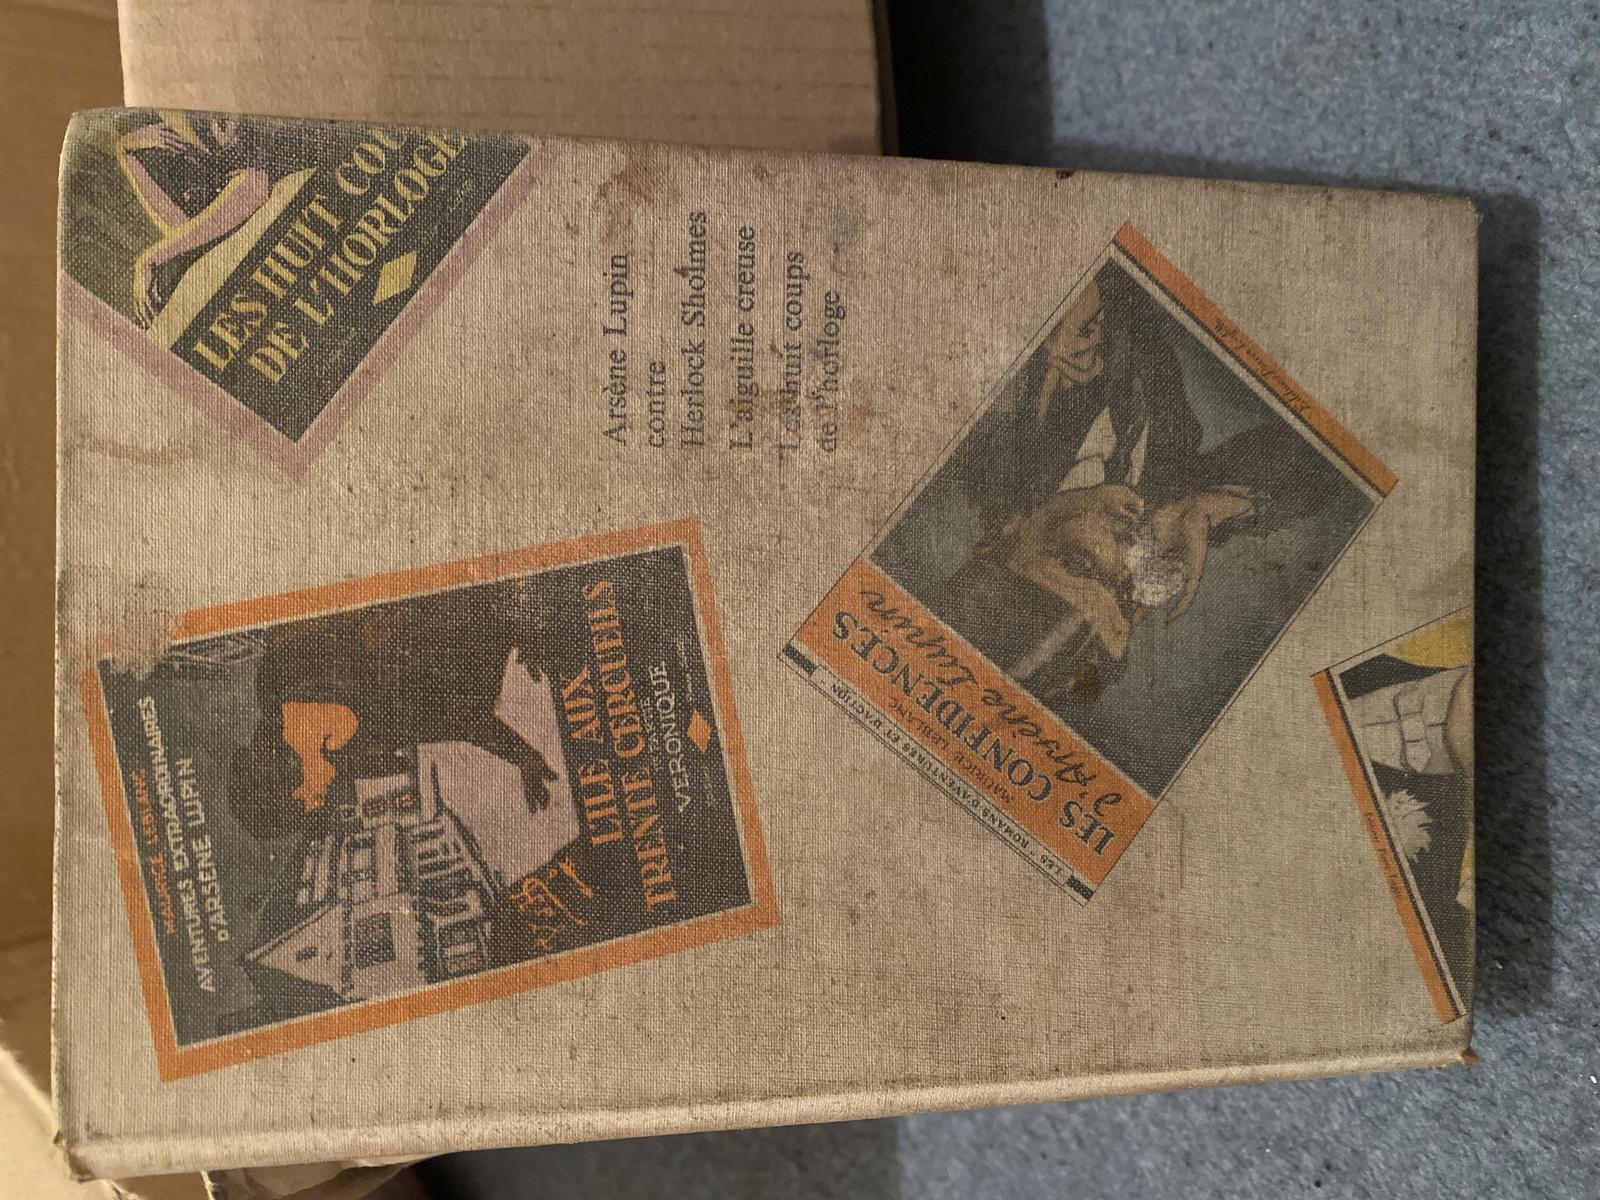 LES HUIT COU
DE L'HORLOGE
Arsène Lupin
contre
Herlock Sholmes
L'aiguille creuse
Les huit coups
de l'horloge
MAURICE LEBLANC
AVENTURES EXTRAORDINAIRES
D'ARSÈNE LUPIN
L'ILE AUX
TRENTE CERCUEILS
VÉRONIQUE
LES "ROMANS D'AVENTURES ET D'ACTION"
MAURICE LEBLANC
LES CONFIDENCES
d'Arsène Lupin